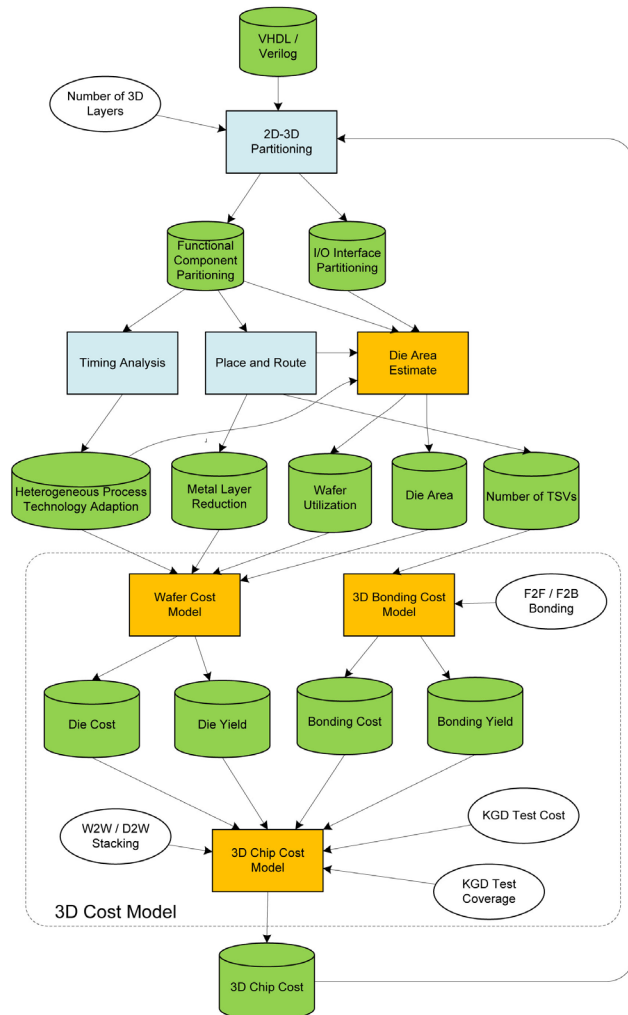 VHDL /
Verilog
Number of 3D
Layers
2D-3D
Partitioning
Functional
Component
Paritioning
I/O Interface
Partitioning
Timing Analysis
Place and Route
Die Area
Estimate
Heterogeneous Process
Technology Adaption
Metal Layer
Reduction
Wafer
Utilization
Die Area
Number of TSVs
Wafer Cost
Model
3D Bonding Cost
Model
F2F / F2B
Bonding
Die Cost
Die Yield
Bonding Cost
Bonding Yield
W2W / D2W
Stacking
3D Chip Cost
Model
KGD Test Cost
KGD Test
Coverage
3D Cost Model
3D Chip Cost